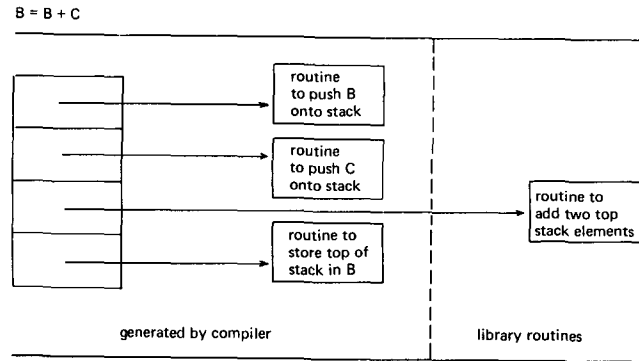 B = B + C
routine
to push B
onto stack
routine
to push C
onto stack
routine to
add two top
stack elements
routine to
store top of
stack in B
generated by compiler
library routines